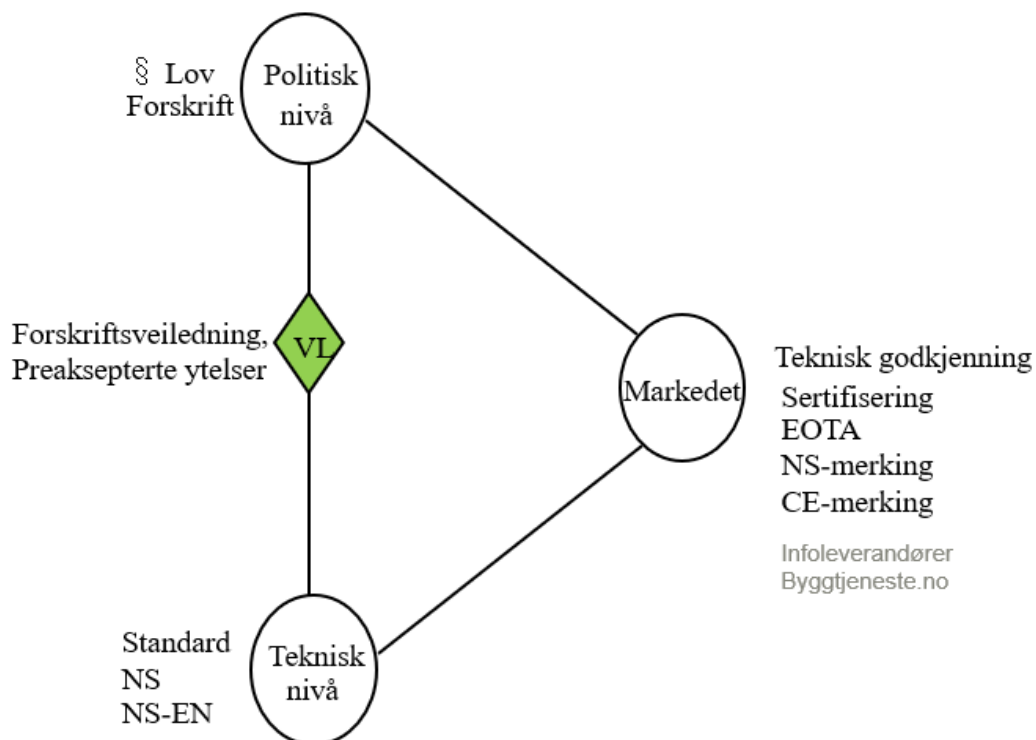 § Lov
Forskrift
Politisk
nivå
Forskriftsveiledning,
Preaksepterte ytelser
VL
Markedet
Teknisk godkjenning
Sertifisering
EOTA
NS-merking
CE-merking
Infoleverandører
Byggtjeneste.no
Standard
NS
NS-EN
Teknisk
nivå